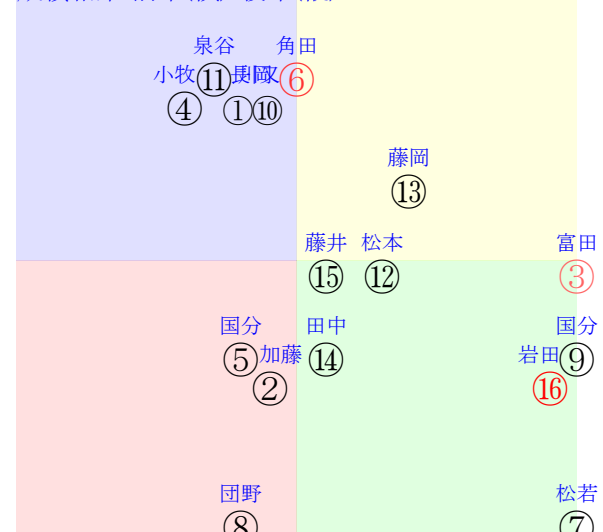 泉谷 角田
小牧 ⑪ ⑥
④ ① ⑩
藤岡
⑬
藤井 松本 富田
⑮ ⑫ ③
国分 田中 国分
⑤ 加藤 ⑭ 岩田 ⑨
② ⑯
団野 松若
⑧ ⑦